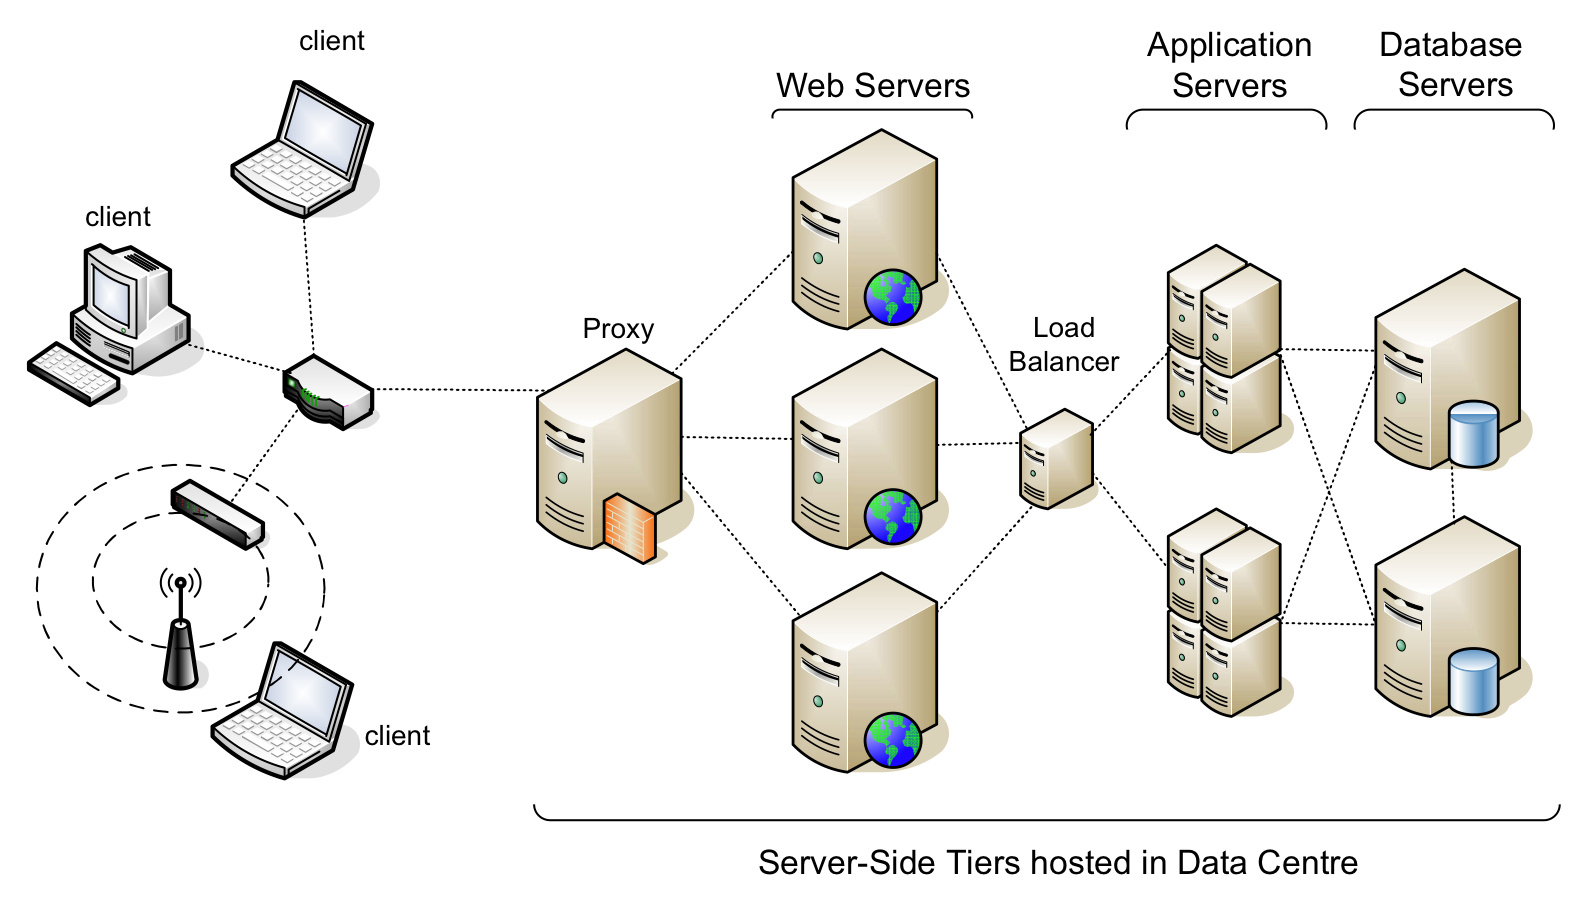 client
client
client
Proxy
Web Servers
Load
Balancer
Application
Servers
Database
Servers
Server-Side Tiers hosted in Data Centre